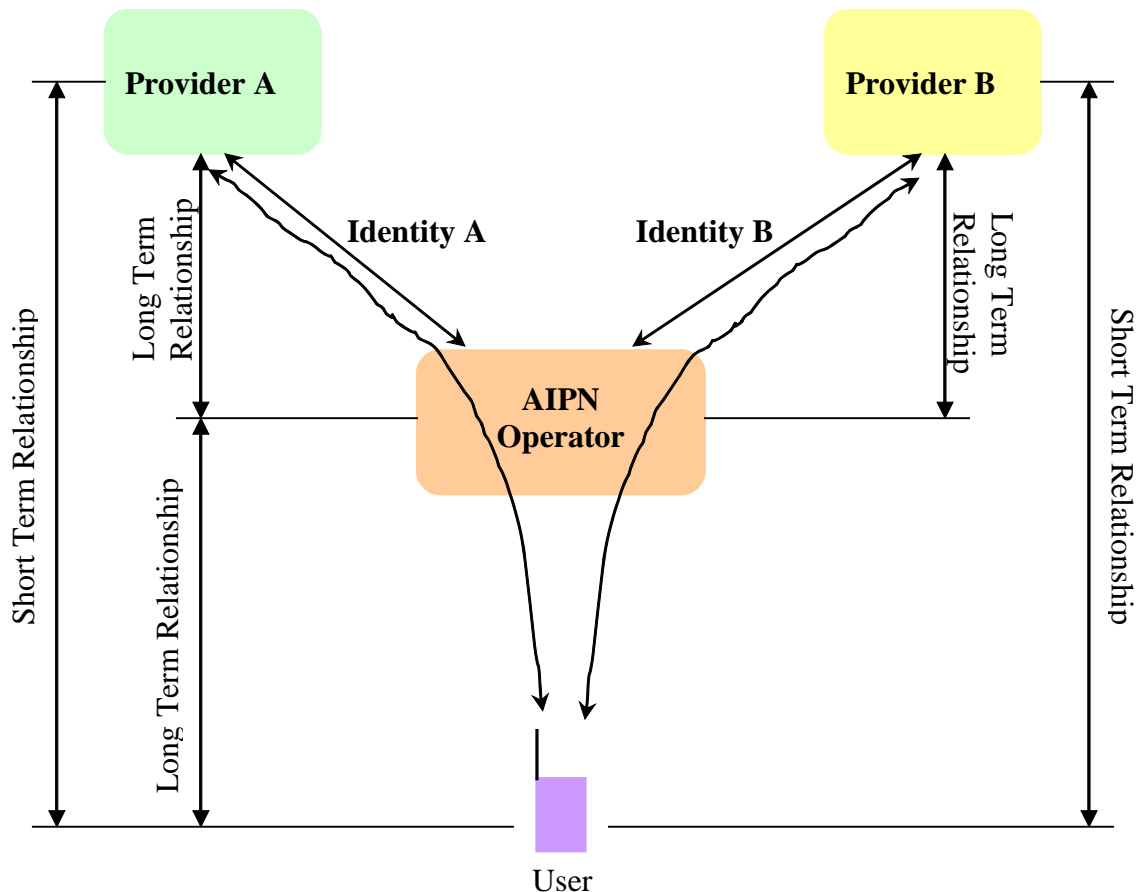 Provider A
Provider B
Identity A
Identity B
Long Term
Relationship
Long Term
Relationship
Short Term Relationship
Short Term Relationship
AIPN
Operator
Long Term Relationship
User